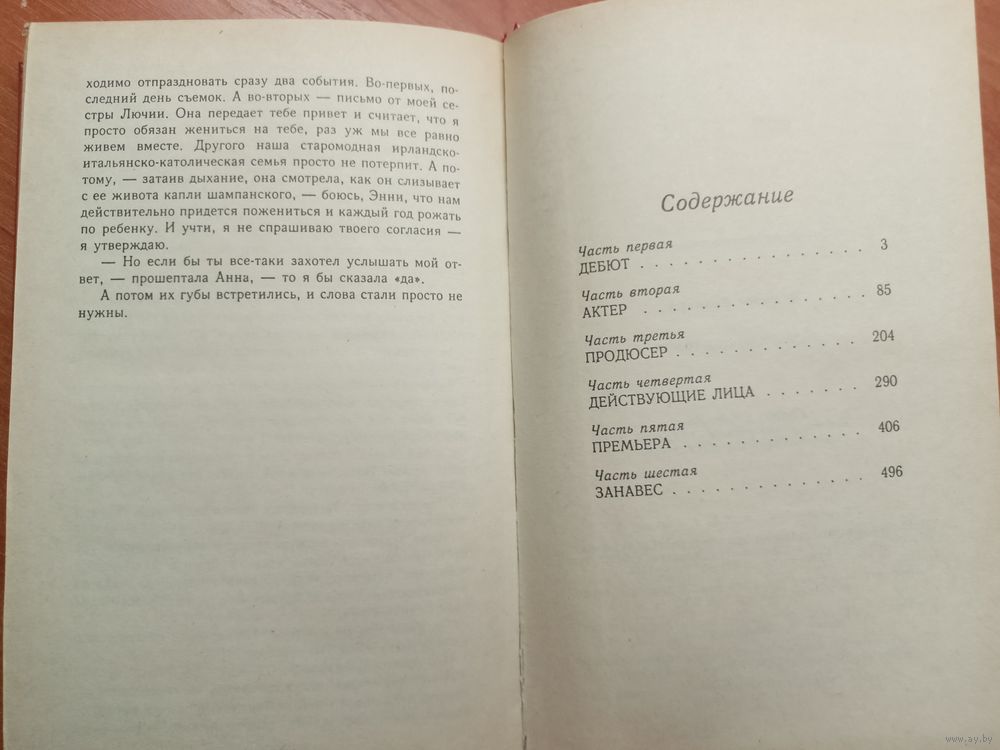 ходимо отпраздновать сразу два события. Во-первых, по-
следний день съемок. А во-вторых — письмо от моей се-
стры Лючии. Она передает тебе привет и считает, что я
просто обязан жениться на тебе, раз уж мы все равно
живем вместе. Другого наша старомодная ирландско-
итальянско-католическая семья просто не потерпит. А по-
тому, — затаив дыхание, она смотрела, как он слизывает
с ее живота капли шампанского, — боюсь, Энни, что нам
действительно придется пожениться и каждый год рожать
по ребенку. И учти, я не спрашиваю твоего согласия —
я утверждаю.
— Но если бы ты все-таки захотел услышать мой от-
вет, — прошептала Анна, — то я бы сказала «да».
А потом их губы встретились, и слова стали просто не
нужны.
Содержание
Часть первая
ДЕБЮТ . . . . . . . . . . . . . . 3
Часть вторая
АКТЕР . . . . . . . . . . . . . . 85
Часть третья
ПРОДЮСЕР . . . . . . . . . . . . 204
Часть четвертая
ДЕЙСТВУЮЩИЕ ЛИЦА . . . . . . 290
Часть пятая
ПРЕМЬЕРА . . . . . . . . . . . . 406
Часть шестая
ЗАНАВЕС . . . . . . . . . . . . . 496
www.ay.by